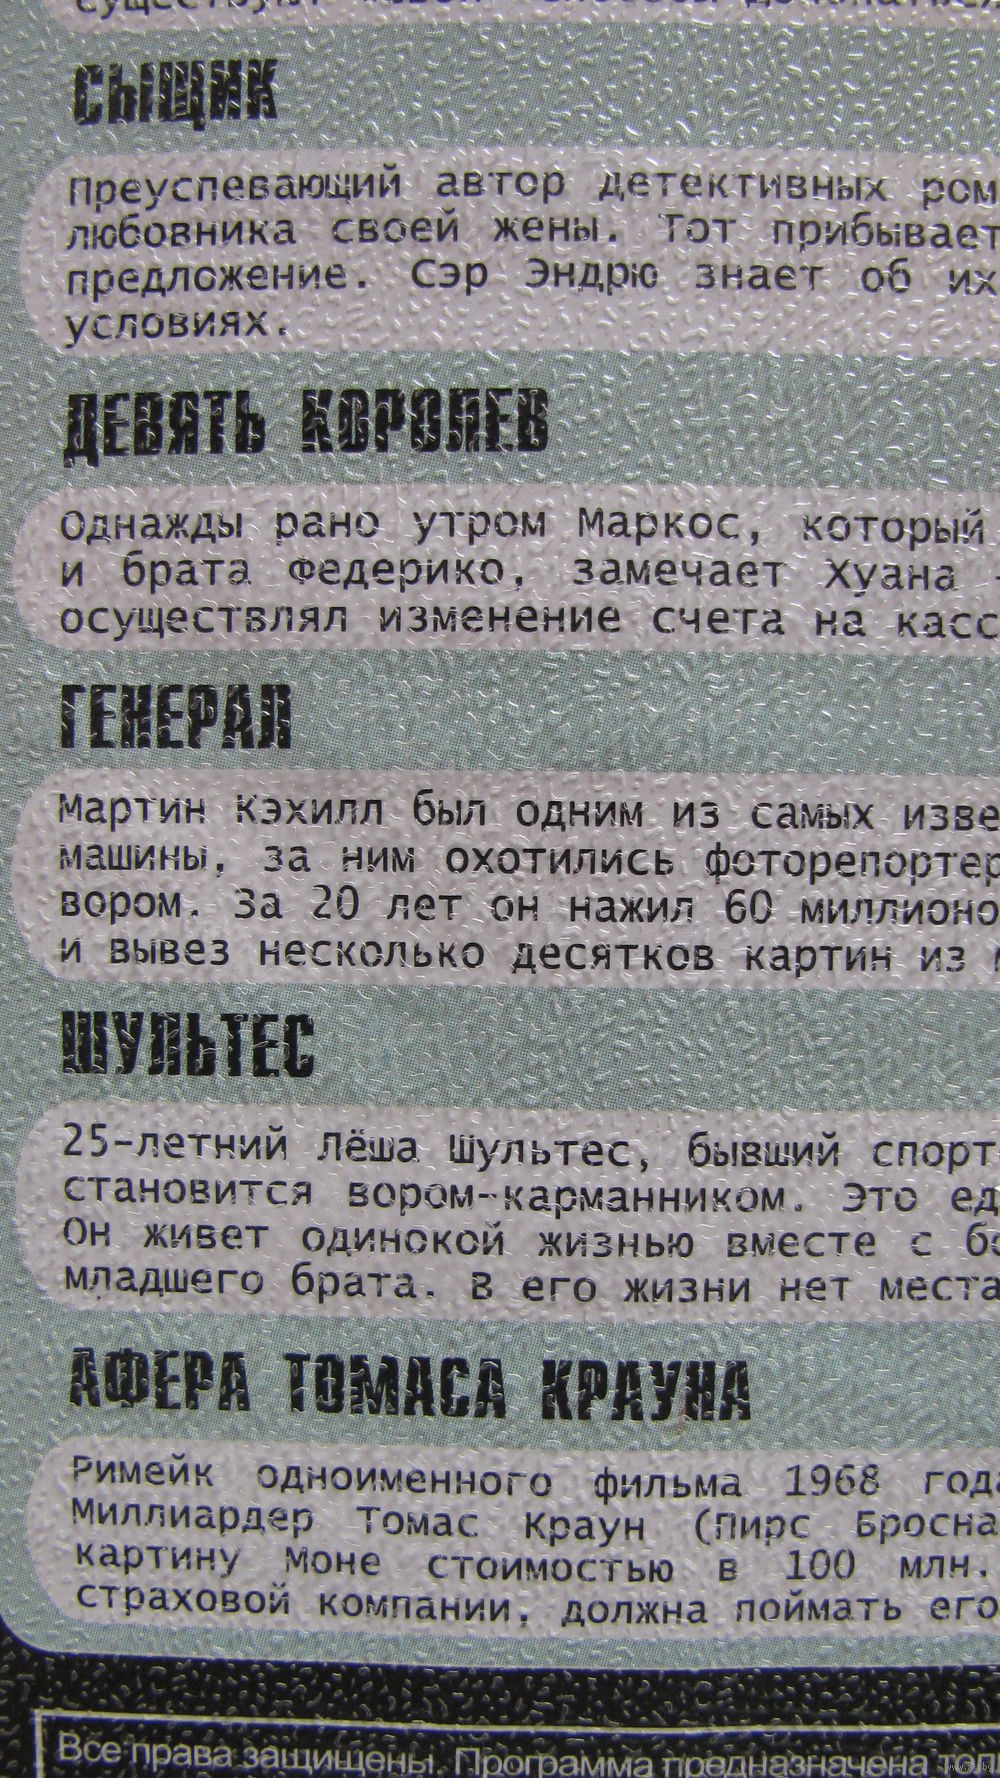 СЫЩИК
Преуспевающий автор детективных ром
любовника своей жены. Тот прибывает
предложение. Сэр Эндрю знает об их
условиях.
ДЕВЯТЬ КОРОЛЕВ
Однажды рано утром Маркос, который
и брата Федерико, замечает Хуана
осуществлял изменение счета на касс
ГЕНЕРАЛ
Мартин Кэхилл был одним из самых изве
машины, за ним охотились фоторепортер
вором. За 20 лет он нажил 60 миллионо
и вывез несколько десятков картин из
ШУЛЬТЕС
25-летний Лёша Шультес, бывший спорт
становится вором-карманником. Это ед
Он живет одинокой жизнью вместе с бо
младшего брата. В его жизни нет места
АФЕРА ТОМАСА КРАУНА
Римейк одноименного фильма 1968 года
Миллиардер Томас Краун (Пирс Бросна
картину Моне стоимостью в 100 млн.
страховой компании, должна поймать его
Все права защищены. Программа предназначена тол